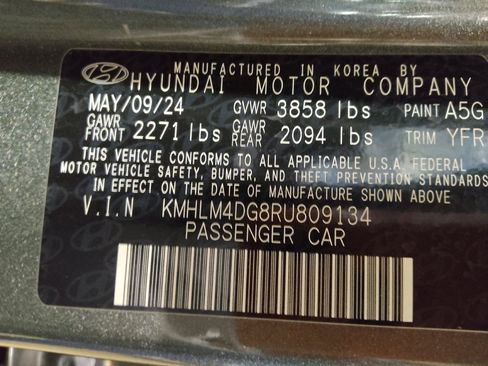 MANUFACTURED IN KOREA BY
HYUNDAI MOTOR COMPANY
MAY/09/24 GVWR 3858 lbs PAINT A5G
GAWR FRONT 2271 lbs GAWR REAR 2094 lbs TRIM YFR
THIS VEHICLE CONFORMS TO ALL APPLICABLE U.S.A. FEDERAL
MOTOR VEHICLE SAFETY, BUMPER, AND THEFT PREVENTION STANDARDS
IN EFFECT ON THE DATE OF MANUFACTURE SHOWN ABOVE.
V.I.N KMHLM4DG8RU809134
PASSENGER CAR